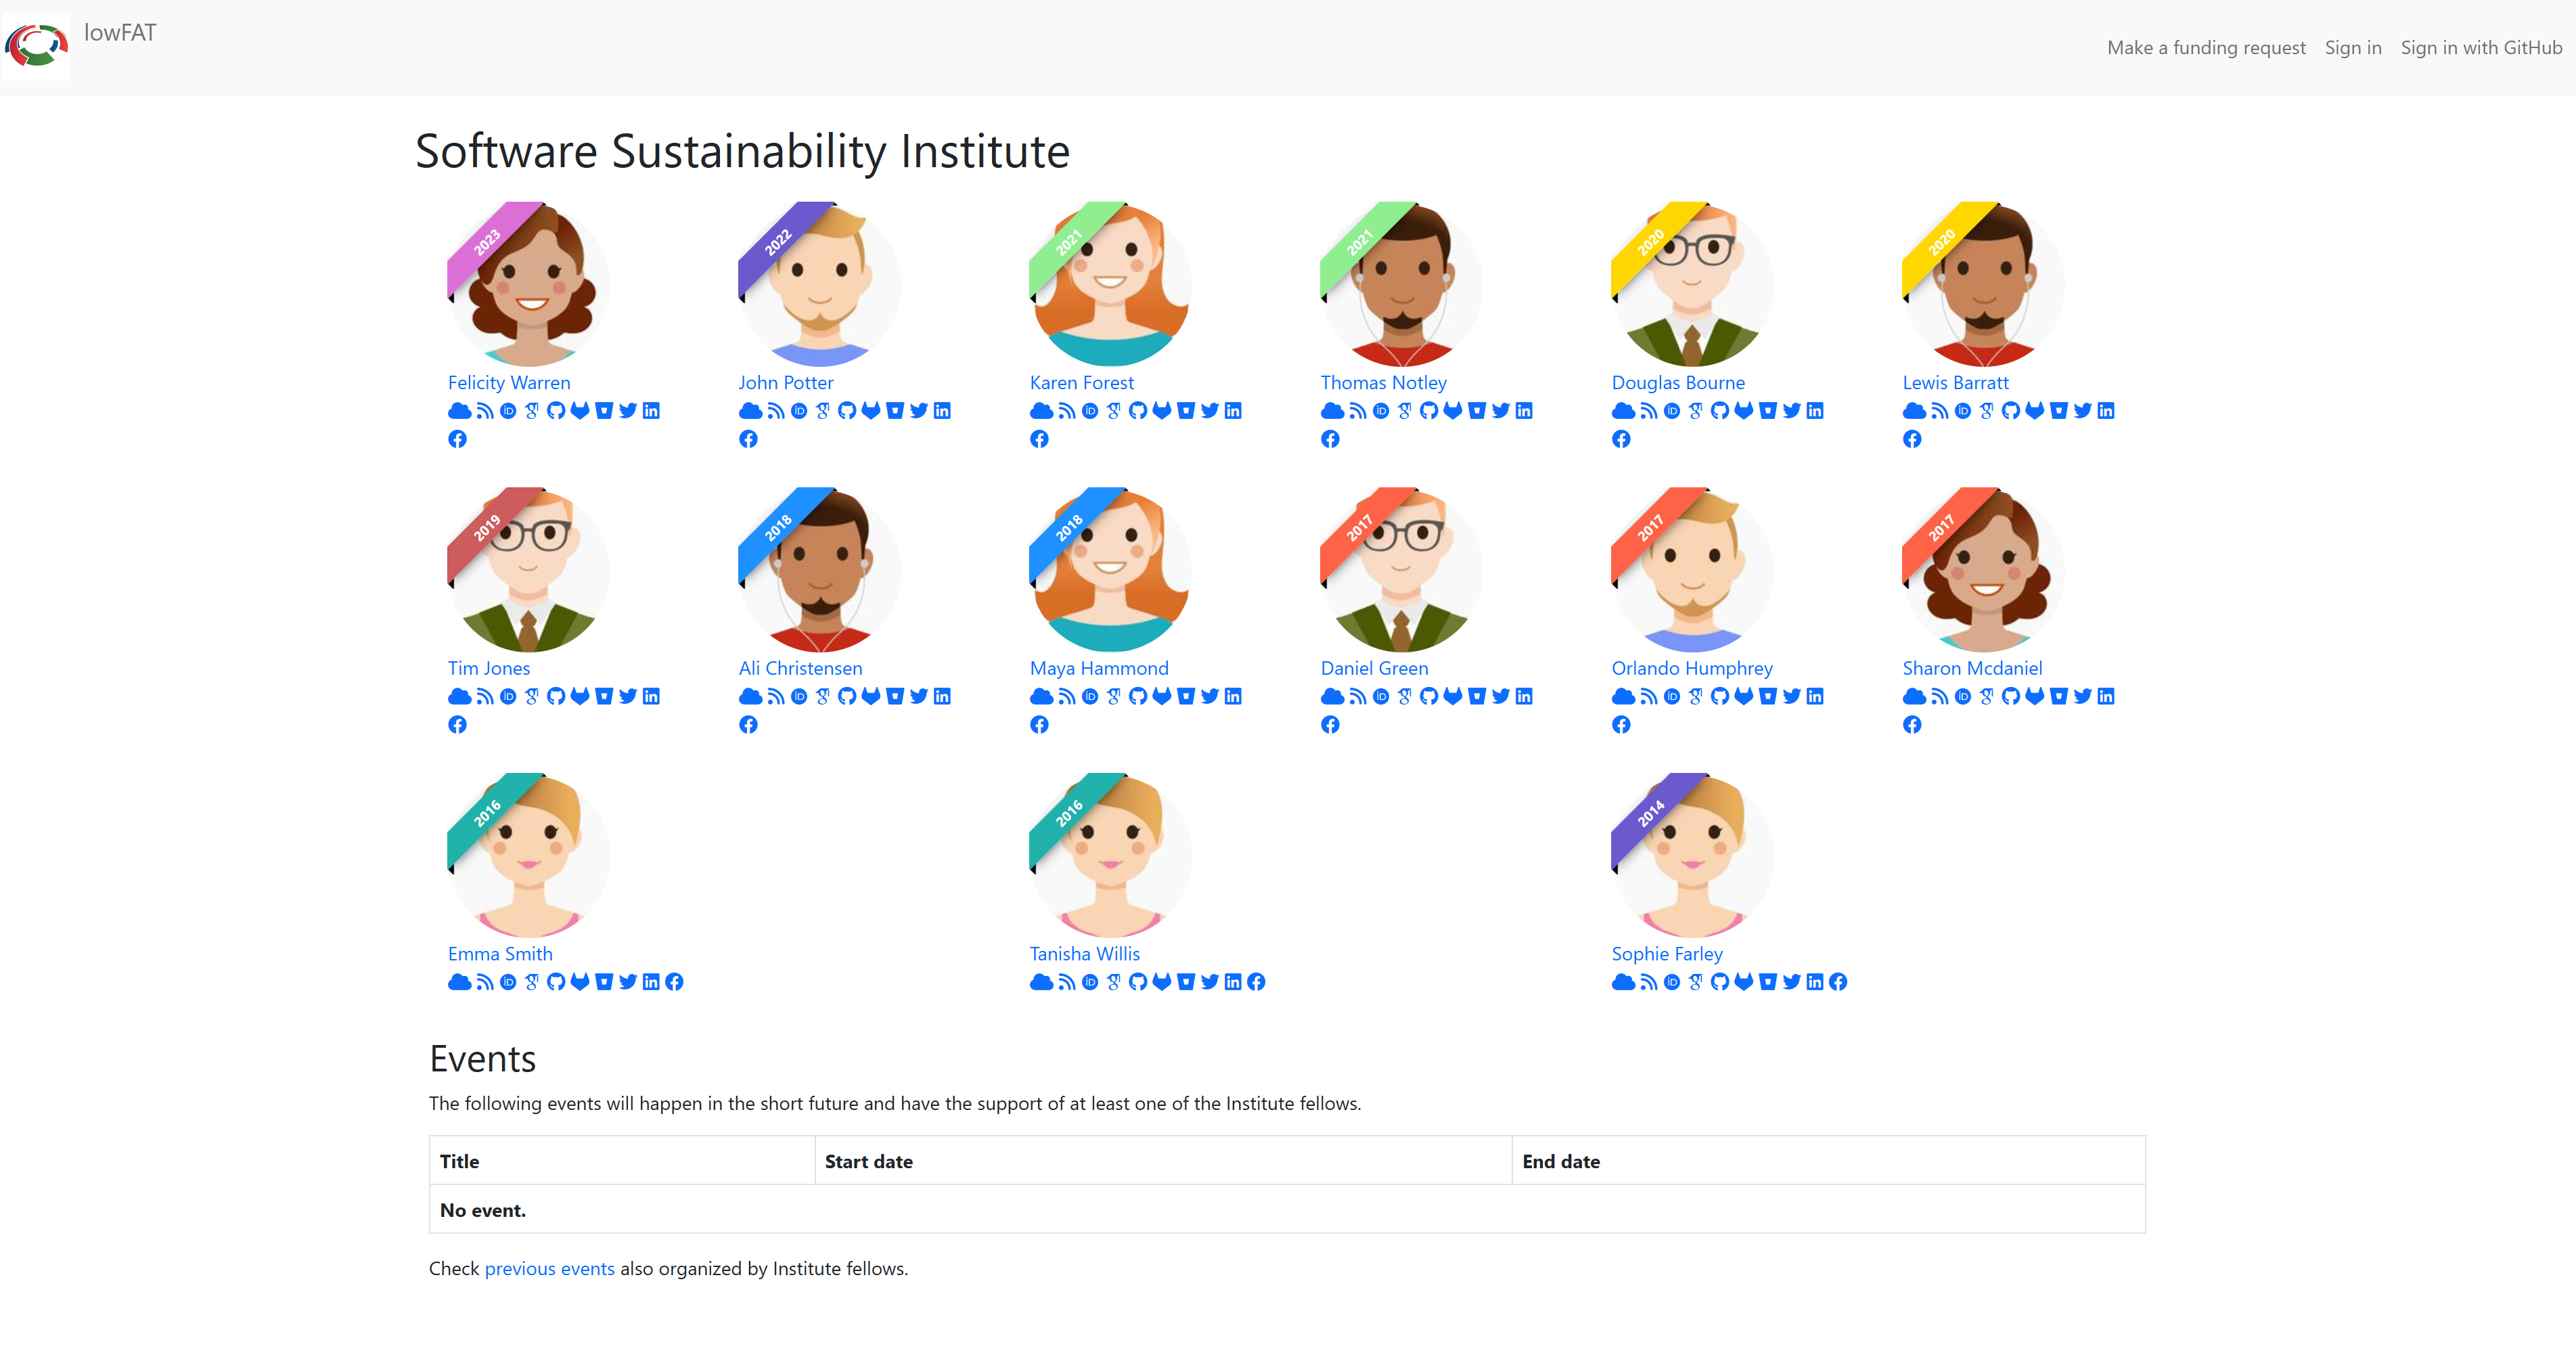 lowFAT
Make a funding request Sign in Sign in with GitHub
Software Sustainability Institute
2023 2022 2021 2021 2020 2020
Felicity Warren John Potter Karen Forest Thomas Notley Douglas Bourne Lewis Barratt
2019 2018 2018 2017 2017 2017
Tim Jones Ali Christensen Maya Hammond Daniel Green Orlando Humphrey Sharon Mcdaniel
2016 2016 2014
Emma Smith Tanisha Willis Sophie Farley
Events
The following events will happen in the short future and have the support of at least one of the Institute fellows.
Title Start date End date
No event.
Check previous events also organized by Institute fellows.